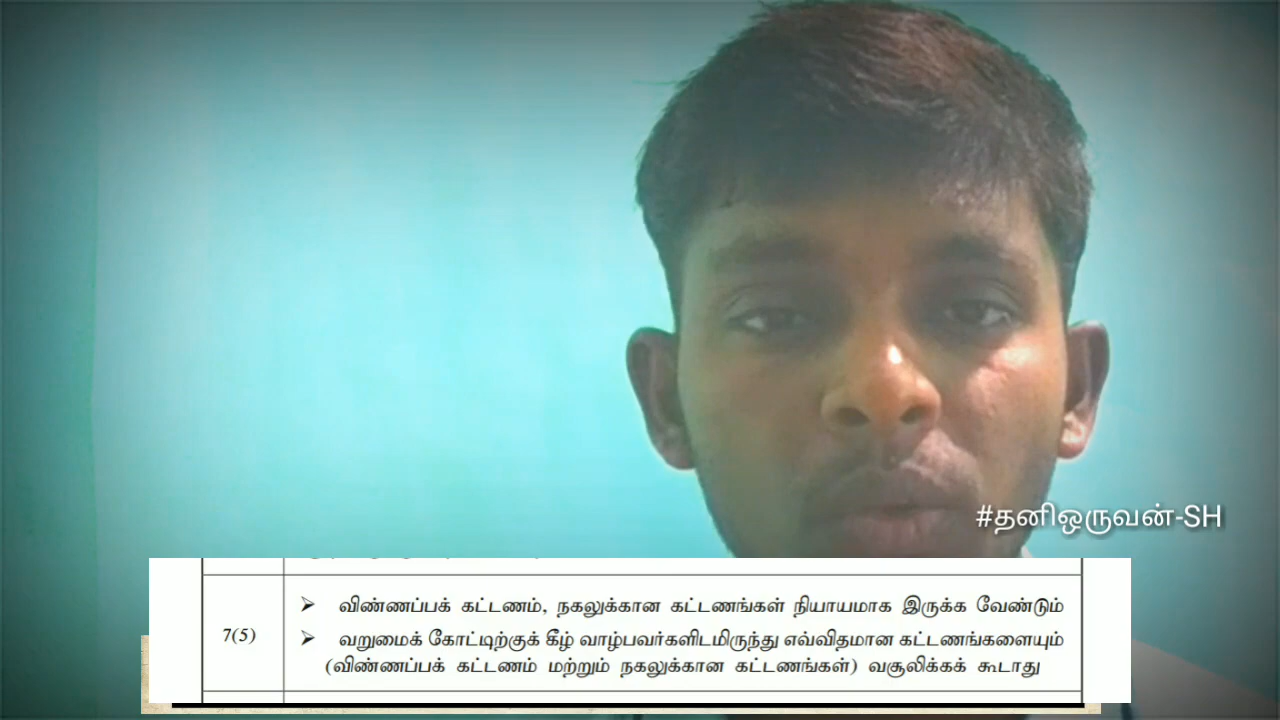 #தனிஒருவன்-SH
7(5)
➢ விண்ணப்பக் கட்டணம், நகலுக்கான கட்டணங்கள் நியாயமாக இருக்க வேண்டும்
➢ வறுமைக் கோட்டிற்குக் கீழ் வாழ்பவர்களிடமிருந்து எவ்விதமான கட்டணங்களையும்
(விண்ணப்பக் கட்டணம் மற்றும் நகலுக்கான கட்டணங்கள்) வசூலிக்கக் கூடாது